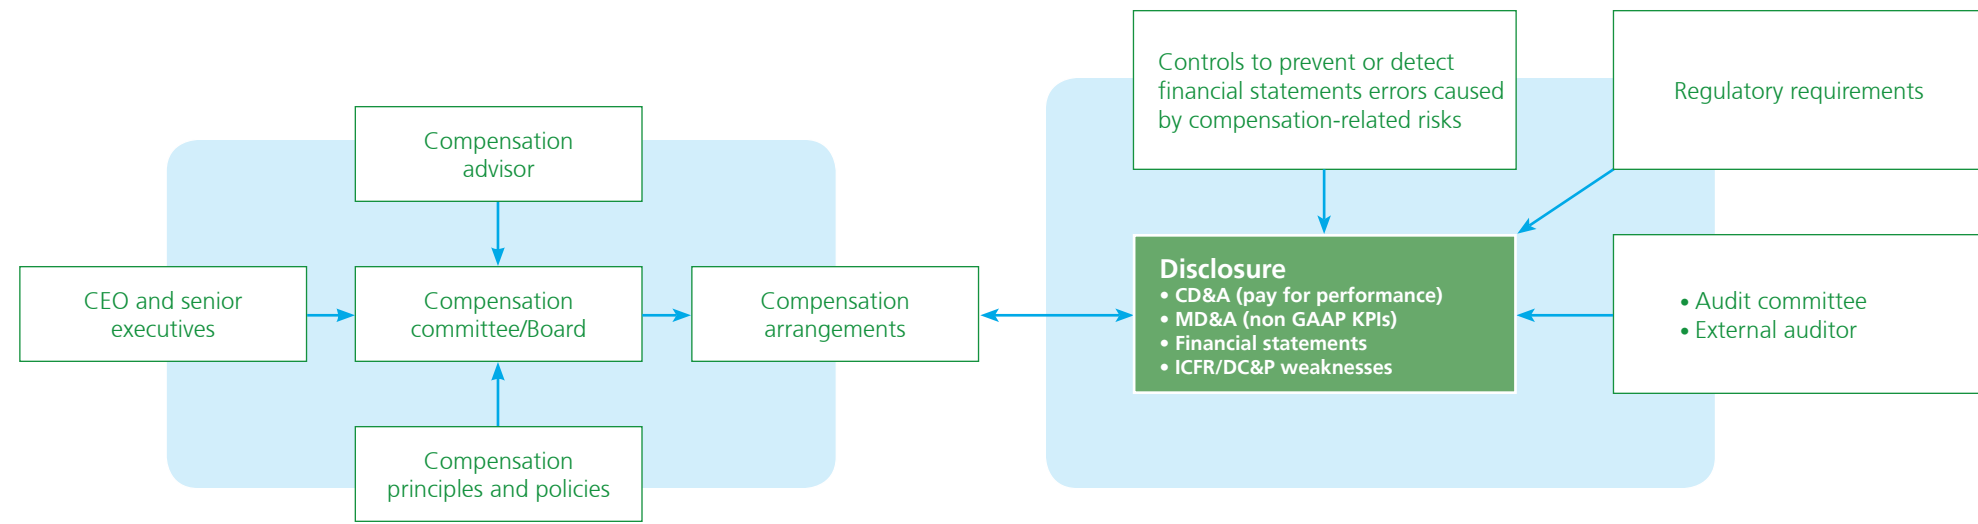 Compensation
advisor
CEO and senior
executives
Compensation
committee/Board
Compensation
arrangements
Compensation
principles and policies
Controls to prevent or detect
financial statements errors caused
by compensation-related risks
Regulatory requirements
Disclosure
• CD&A (pay for performance)
• MD&A (non GAAP KPIs)
• Financial statements
• ICFR/DC&P weaknesses
• Audit committee
• External auditor